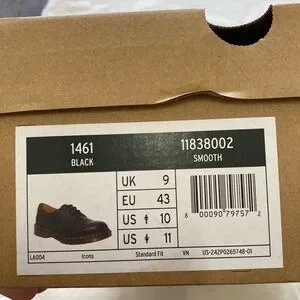 1461
BLACK
11838002
SMOOTH
UK 9
EU 43
US 10
US 11
8 00090 79757 2
LA004 Icons Standard Fit VN US-242P0265748-01